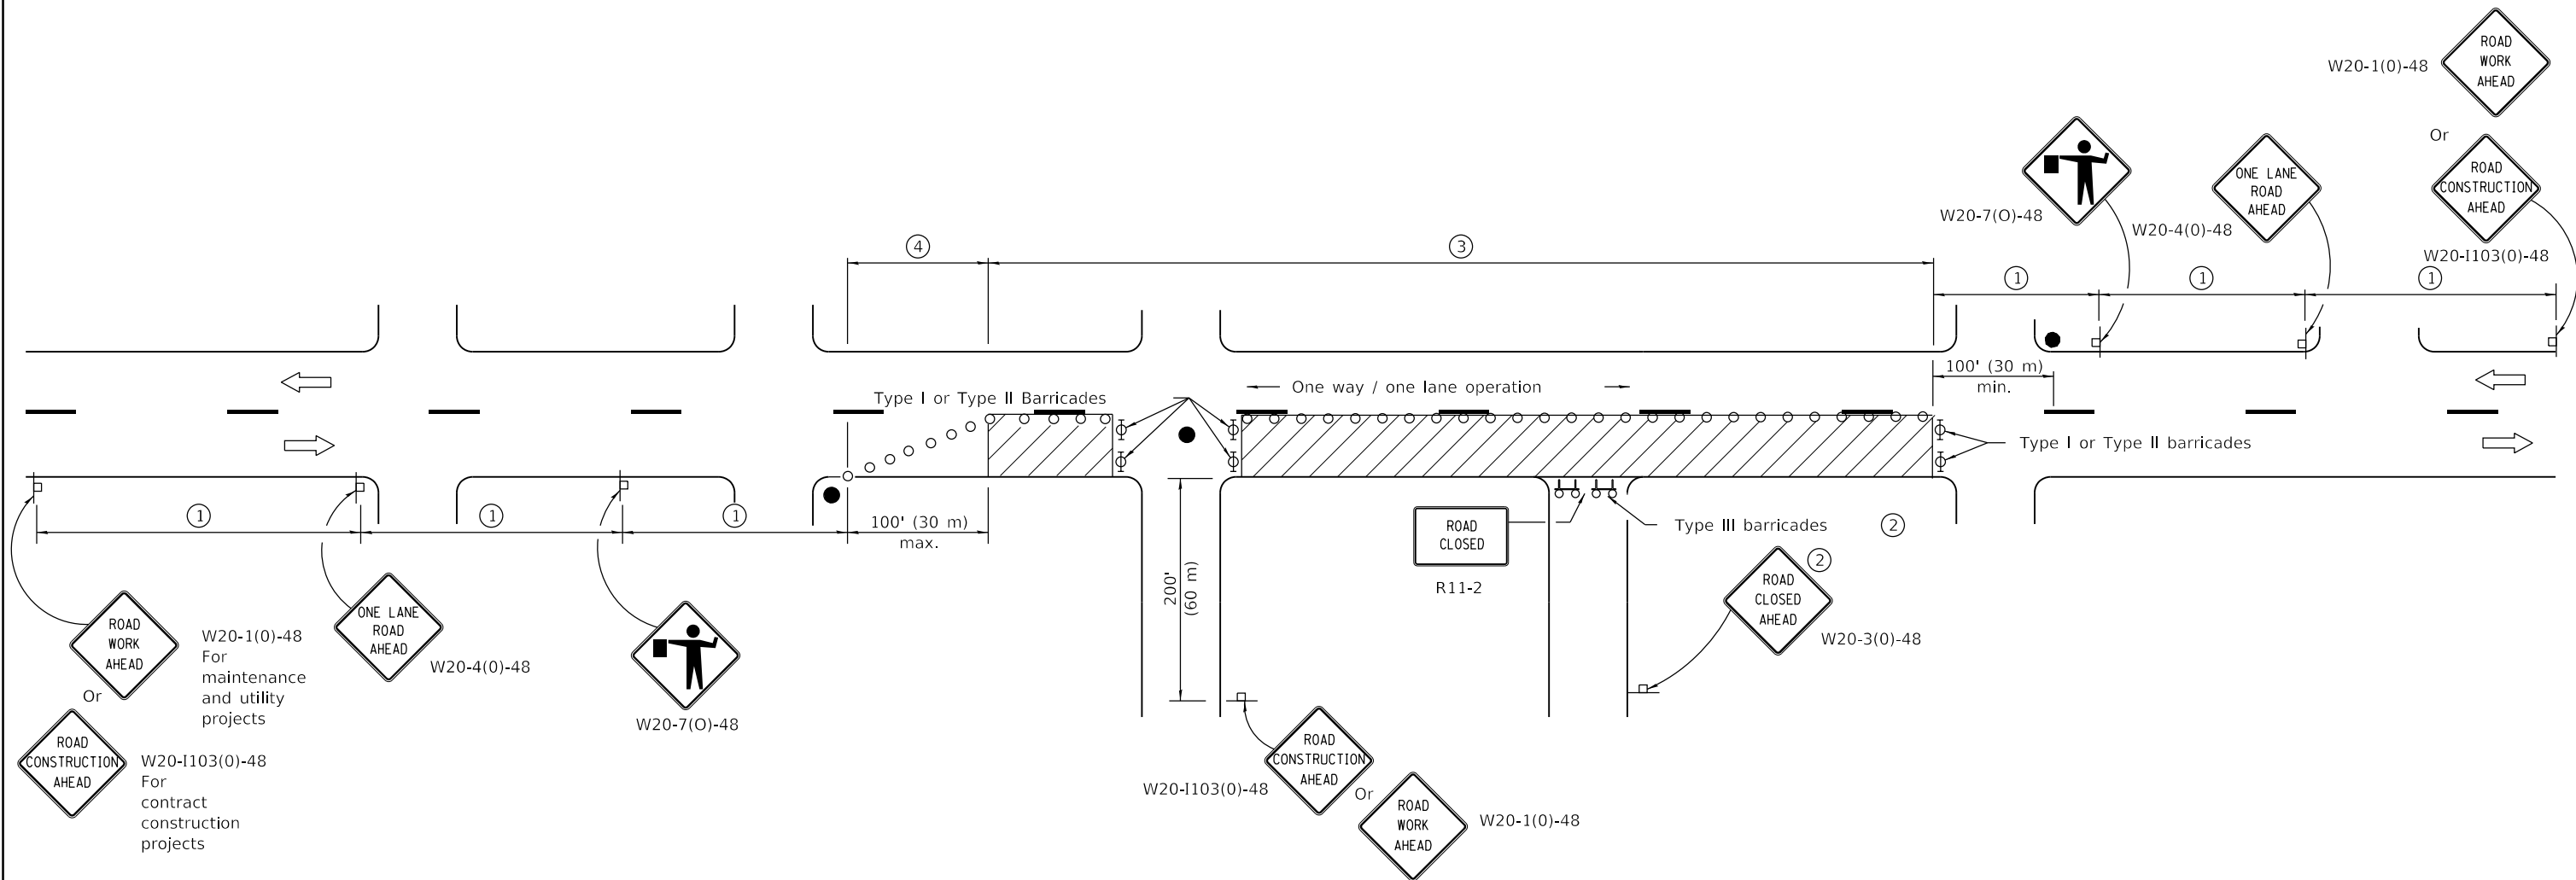 ROAD
WORK
AHEAD
W20-1(0)-48
Or
ROAD
CONSTRUCTION
AHEAD
W20-I103(0)-48
W20-7(O)-48
ONE LANE
ROAD
AHEAD
W20-4(0)-48
4
3
1
1
1
100' (30 m)
min.
One way / one lane operation
Type I or Type II Barricades
Type I or Type II barricades
1
1
1
100' (30 m)
max.
200'
(60 m)
ROAD
CLOSED
R11-2
Type III barricades
2
2
ROAD
CLOSED
AHEAD
W20-3(0)-48
ROAD
WORK
AHEAD
W20-1(0)-48
For
maintenance
and utility
projects
Or
ROAD
CONSTRUCTION
AHEAD
W20-I103(0)-48
For
contract
construction
projects
ONE LANE
ROAD
AHEAD
W20-4(0)-48
W20-7(O)-48
ROAD
CONSTRUCTION
AHEAD
W20-I103(0)-48
Or
ROAD
WORK
AHEAD
W20-1(0)-48